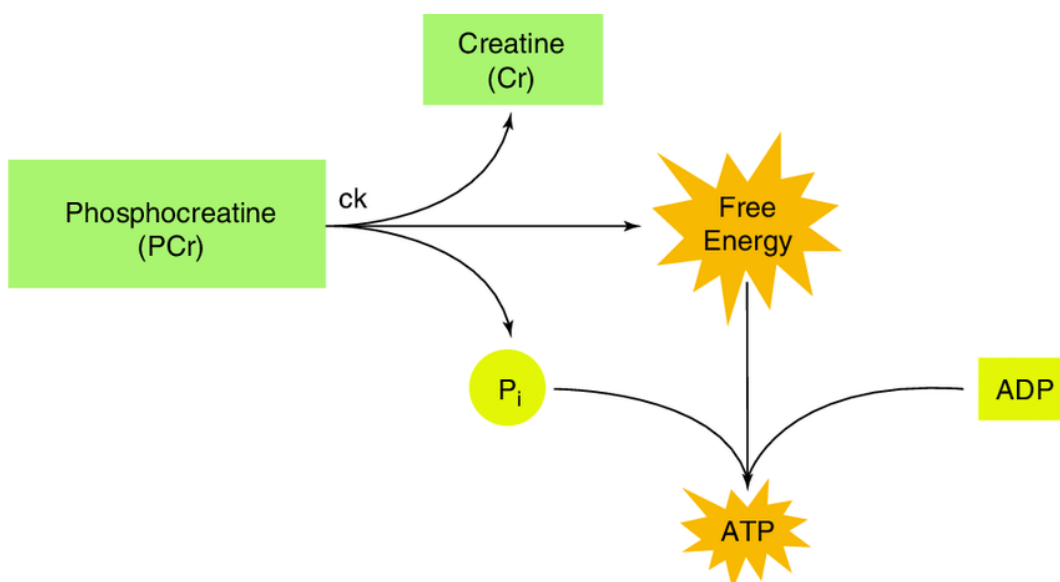 Creatine
(Cr)
ck
Phosphocreatine
(PCr)
Free
Energy
Pi
ADP
ATP